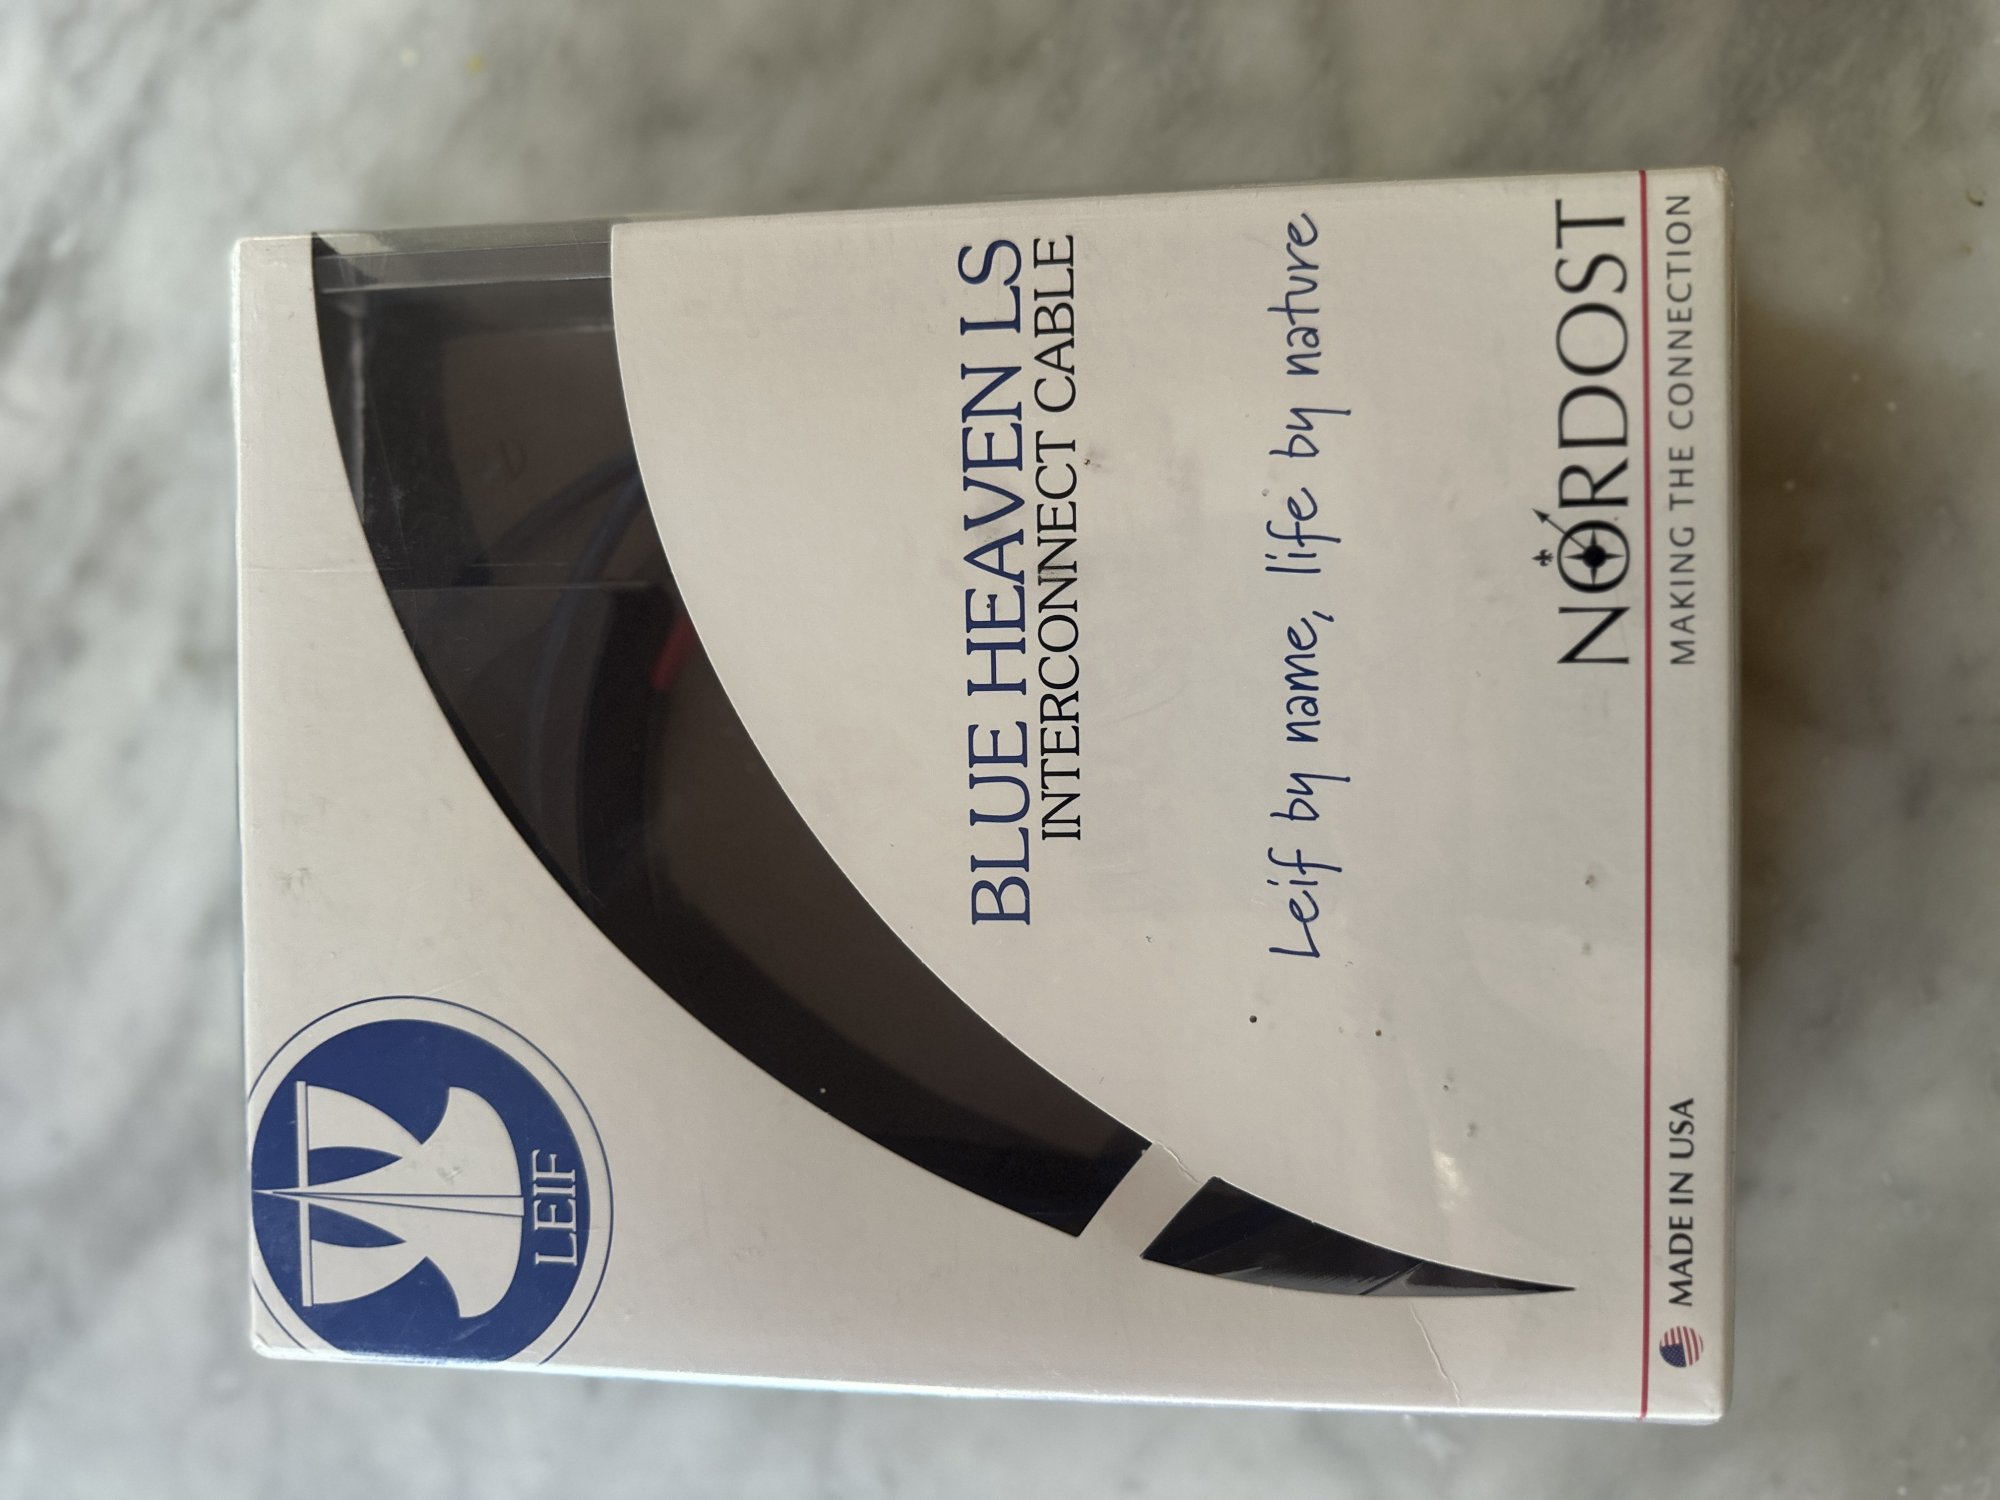 LEIF
BLUE HEAVEN LS
INTERCONNECT CABLE
Leif by name, life by nature
NORDOST
MADE IN USA
MAKING THE CONNECTION